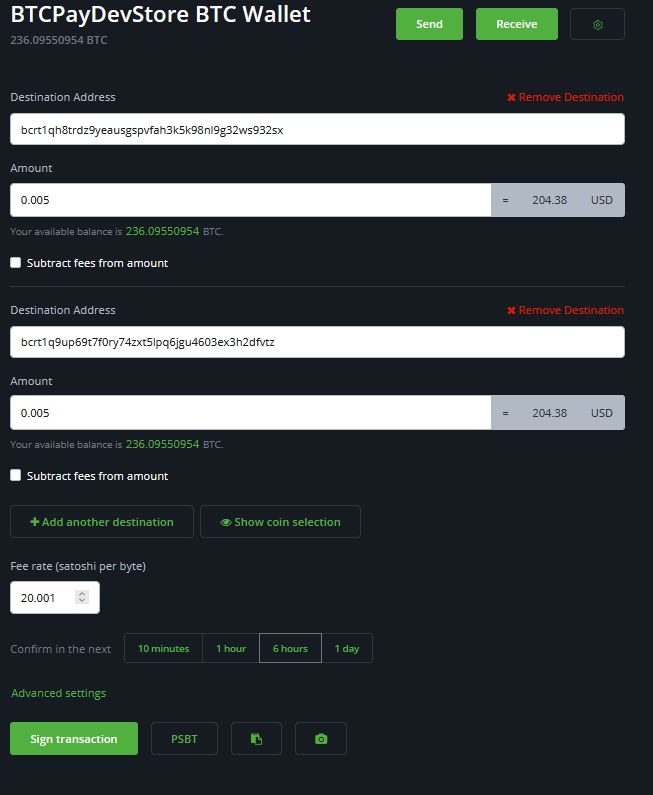 BTCPayDevStore BTC Wallet
236.09550954 BTC
Send
Receive
Destination Address
Remove Destination
bcrt1qh8trdz9yeausgspvfah3k5k98nl9g32ws932sx
Amount
0.005
= 204.38 USD
Your available balance is 236.09550954 BTC.
Subtract fees from amount
Destination Address
Remove Destination
bcrt1q9up69t7f0ry74zxt5lpq6jgu4603ex3h2dfvtz
Amount
0.005
= 204.38 USD
Your available balance is 236.09550954 BTC.
Subtract fees from amount
Add another destination
Show coin selection
Fee rate (satoshi per byte)
20.001
Confirm in the next
10 minutes
1 hour
6 hours
1 day
Advanced settings
Sign transaction
PSBT